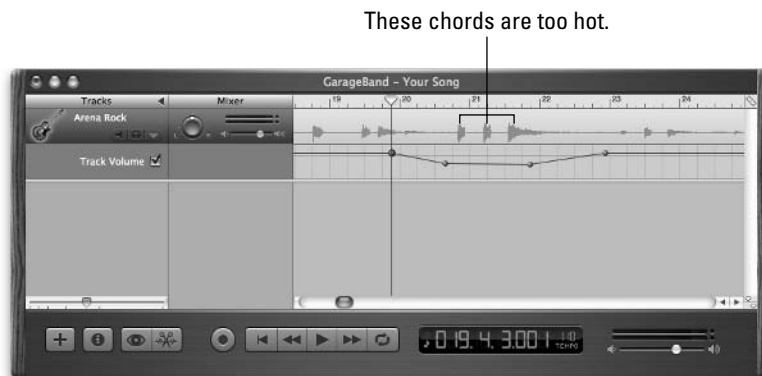 These chords are too hot.
GarageBand – Your Song
Tracks
Mixer
19 20 21 22 23 24
Arena Rock
Track Volume
019. 4. 3.001 110
TEMPO